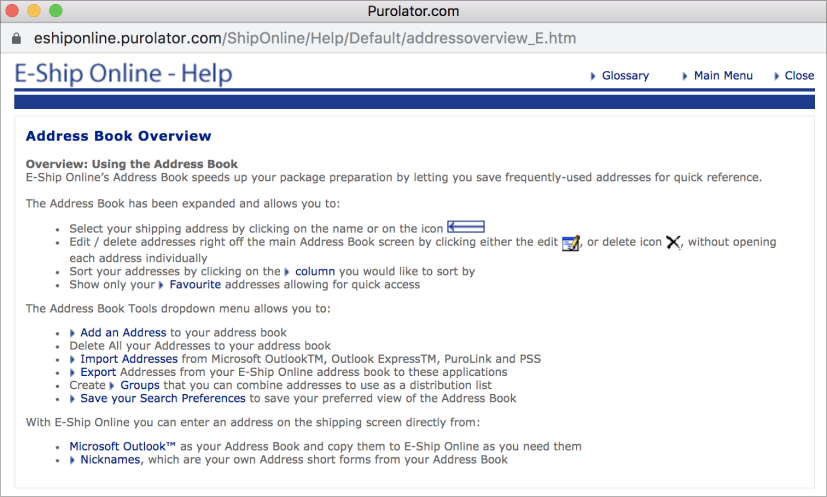 Purolator.com
eshiponline.purolator.com/ShipOnline/Help/Default/addressoverview_E.htm
E-Ship Online - Help
Glossary Main Menu Close
Address Book Overview
Overview: Using the Address Book
E-Ship Online's Address Book speeds up your package preparation by letting you save frequently-used addresses for quick reference.
The Address Book has been expanded and allows you to:
• Select your shipping address by clicking on the name or on the icon
• Edit / delete addresses right off the main Address Book screen by clicking either the edit , or delete icon , without opening
each address individually
• Sort your addresses by clicking on the column you would like to sort by
• Show only your Favourite addresses allowing for quick access
The Address Book Tools dropdown menu allows you to:
• Add an Address to your address book
• Delete All your Addresses to your address book
• Import Addresses from Microsoft OutlookTM, Outlook ExpressTM, PuroLink and PSS
• Export Addresses from your E-Ship Online address book to these applications
• Create Groups that you can combine addresses to use as a distribution list
• Save your Search Preferences to save your preferred view of the Address Book
With E-Ship Online you can enter an address on the shipping screen directly from:
• Microsoft Outlook™ as your Address Book and copy them to E-Ship Online as you need them
• Nicknames, which are your own Address short forms from your Address Book